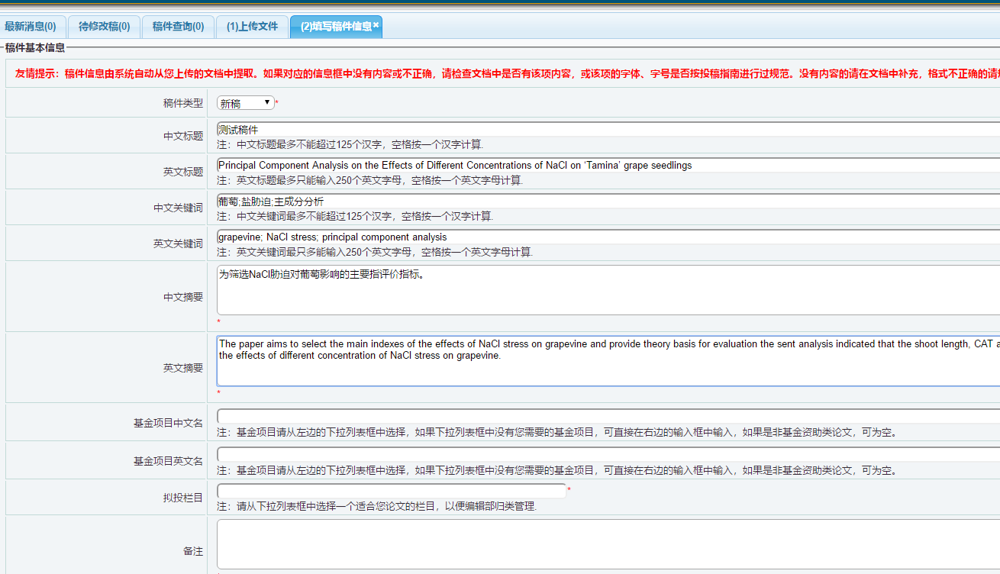 最新消息(0) 待修改稿(0) 稿件查询(0) (1)上传文件 (2)填写稿件信息×
稿件基本信息
友情提示：稿件信息由系统自动从您上传的文档中提取。如果对应的信息框中没有内容或不正确，请检查文档中是否有该项内容，或该项的字体、字号是否按投稿指南进行过规范。没有内容的请在文档中补充，格式不正确的请
稿件类型 新稿 *
中文标题 测试稿件
注：中文标题最多不能超过125个汉字，空格按一个汉字计算.
英文标题 Principal Component Analysis on the Effects of Different Concentrations of NaCl on ‘Tamina’ grape seedlings
注：英文标题最多只能输入250个英文字母，空格按一个英文字母计算.
中文关键词 葡萄;盐胁迫;主成分分析
注：中文关键词最多不能超过125个汉字，空格按一个汉字计算.
英文关键词 grapevine; NaCl stress; principal component analysis
注：英文关键词最只多能输入250个英文字母，空格按一个英文字母计算.
中文摘要 为筛选NaCl胁迫对葡萄影响的主要指评价指标。
*
英文摘要 The paper aims to select the main indexes of the effects of NaCl stress on grapevine and provide theory basis for evaluation the sent analysis indicated that the shoot length, CAT a
the effects of different concentration of NaCl stress on grapevine.
*
基金项目中文名
注：基金项目请从左边的下拉列表框中选择，如果下拉列表框中没有您需要的基金项目，可直接在右边的输入框中输入，如果是非基金资助类论文，可为空。
基金项目英文名
注：基金项目请从左边的下拉列表框中选择，如果下拉列表框中没有您需要的基金项目，可直接在右边的输入框中输入，如果是非基金资助类论文，可为空。
拟投栏目 *
注：请从下拉列表框中选择一个适合您论文的栏目，以便编辑部归类管理.
备注